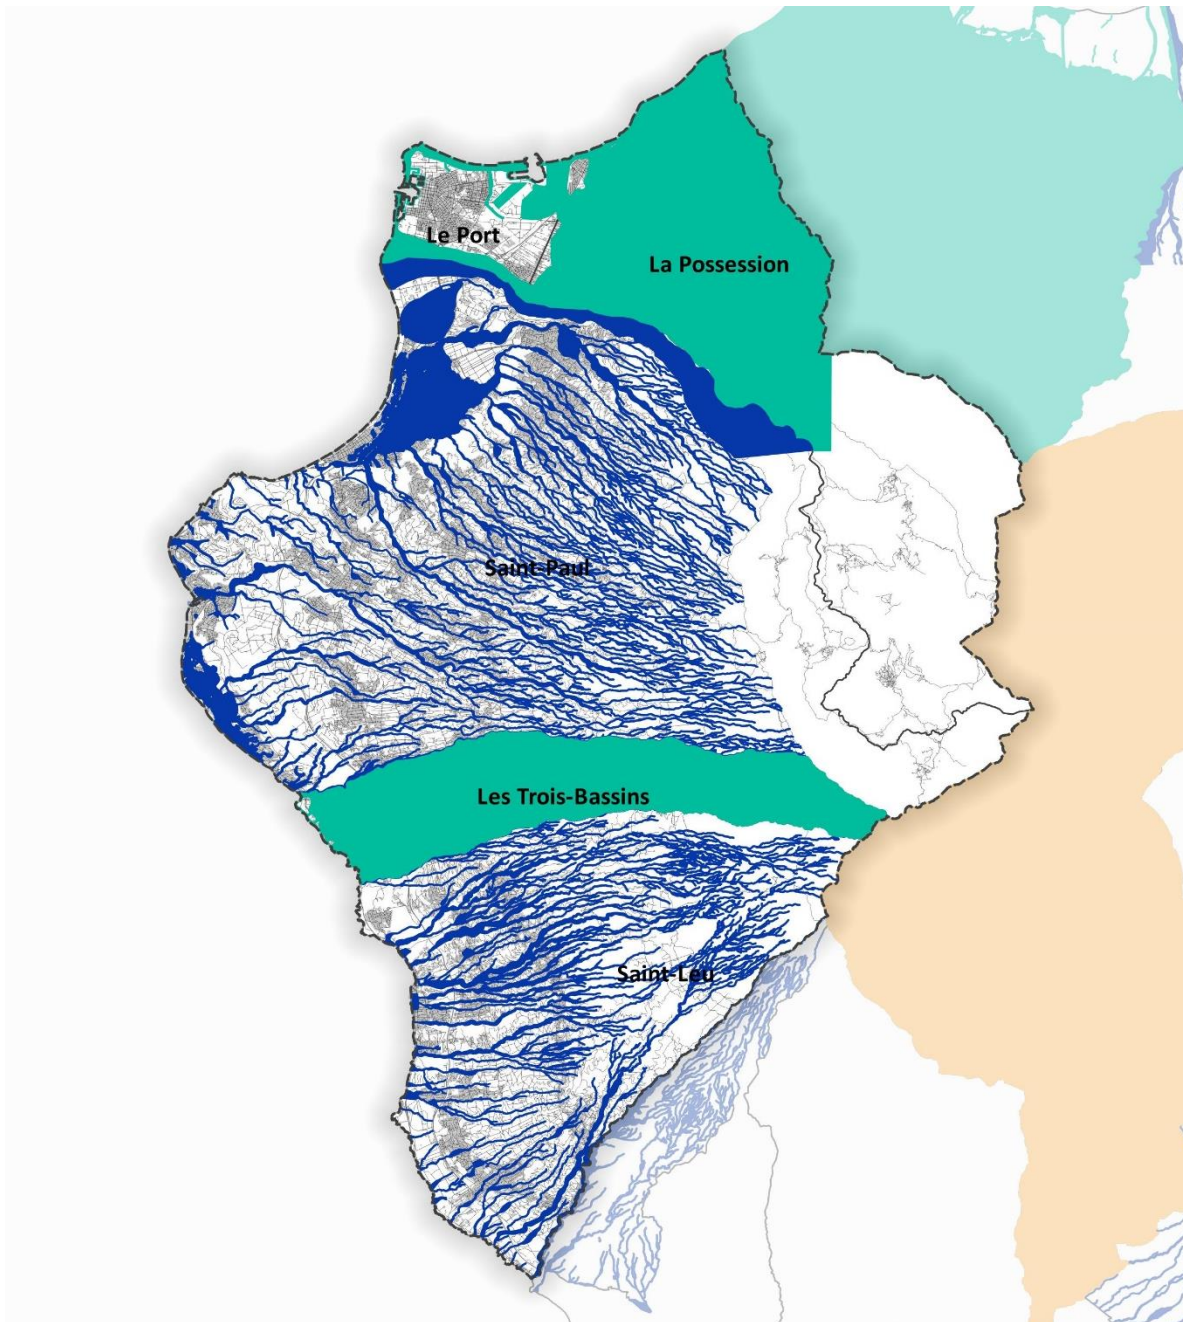 Le Port
La Possession
Saint-Paul
Les Trois-Bassins
Saint-Leu